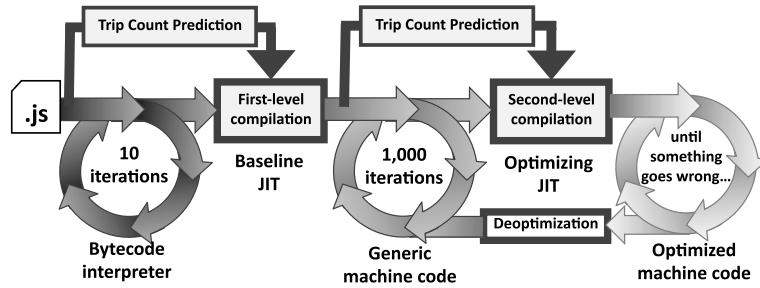 Trip Count Prediction
Trip Count Prediction
.js
First-level
compilation
Second-level
compilation
10
iterations
Baseline
JIT
1,000
iterations
Optimizing
JIT
until
something
goes wrong...
Deoptimization
Bytecode
interpreter
Generic
machine code
Optimized
machine code